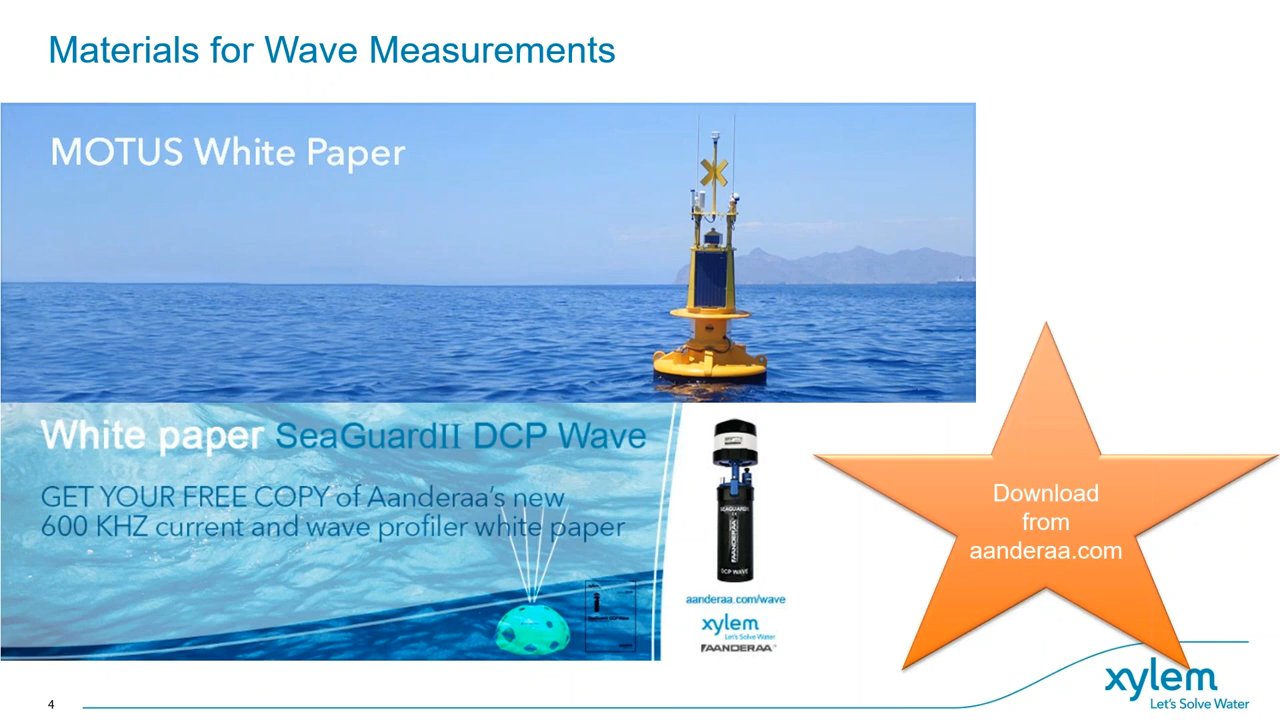 Materials for Wave Measurements
MOTUS White Paper
White paper SeaGuardII DCP Wave
GET YOUR FREE COPY of Aanderaa's new
600 KHZ current and wave profiler white paper
AANDERAA
DCP WAVE
aanderaa.com/wave
xylem
Let's Solve Water
AANDERAA
Download
from
aanderaa.com
xylem
Let's Solve Water
4